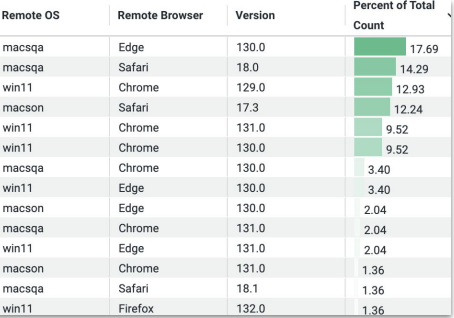 Remote OS Remote Browser Version Percent of Total Count
macsqa Edge 130.0 17.69
macsqa Safari 18.0 14.29
win11 Chrome 129.0 12.93
macson Safari 17.3 12.24
win11 Chrome 131.0 9.52
win11 Chrome 130.0 9.52
macsqa Chrome 130.0 3.40
win11 Edge 130.0 3.40
macson Edge 130.0 2.04
macsqa Chrome 131.0 2.04
win11 Edge 131.0 2.04
macson Chrome 131.0 1.36
macsqa Safari 18.1 1.36
win11 Firefox 132.0 1.36